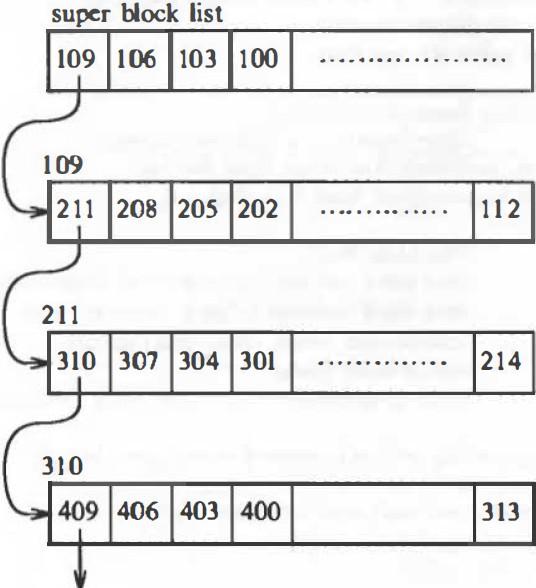 super block list
109 106 103 100 ........................
109
211 208 205 202 .................. 112
211
310 307 304 301 .................. 214
310
409 406 403 400 313